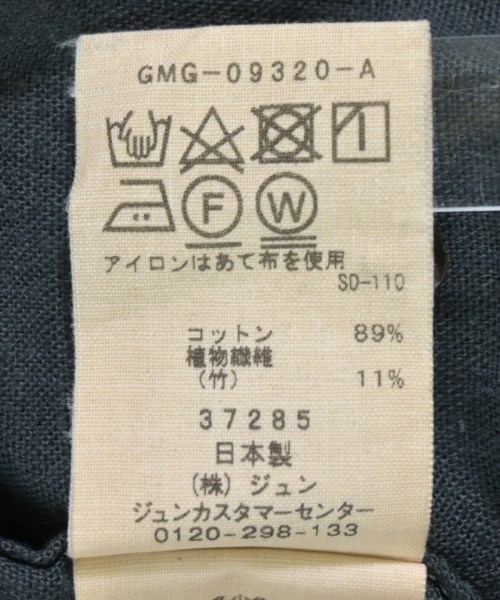 GMG-09320-A
F W
アイロンはあて布を使用
SD-110
コットン 89%
植物繊維
(竹) 11%
37285
日本製
(株)ジュン
ジュンカスタマーセンター
0120-298-133